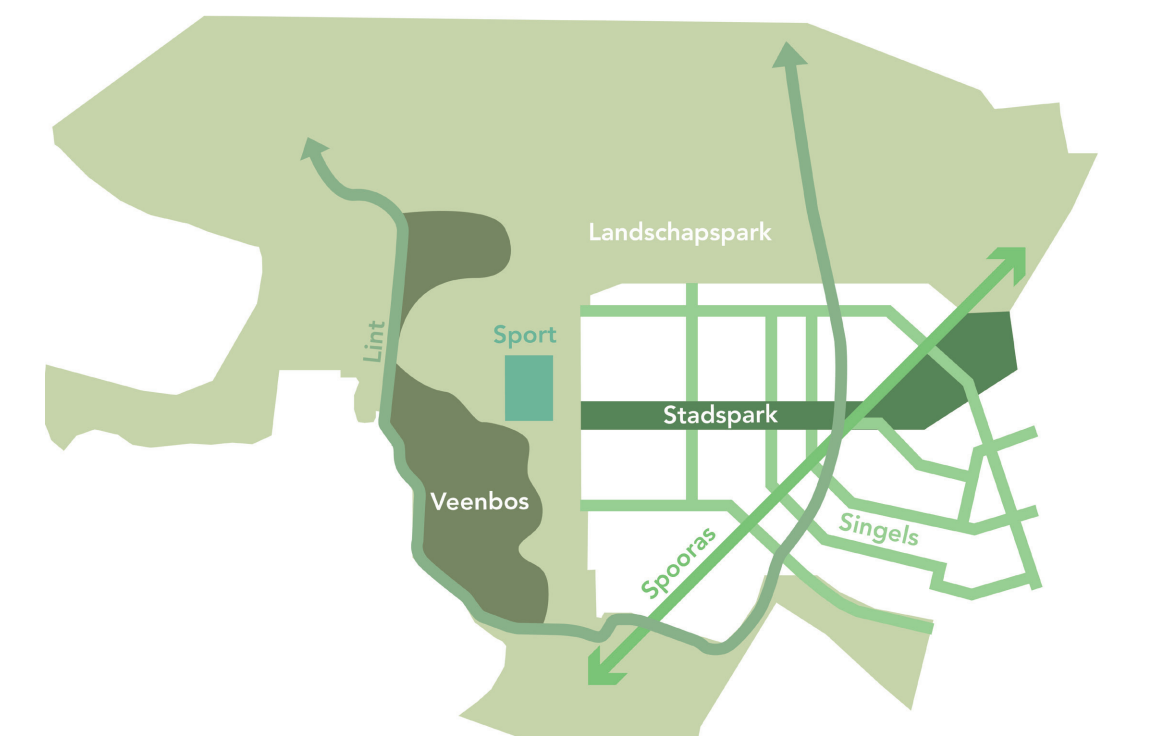 Landschapspark
Lint
Sport
Stadspark
Veenbos
Singels
Spooras